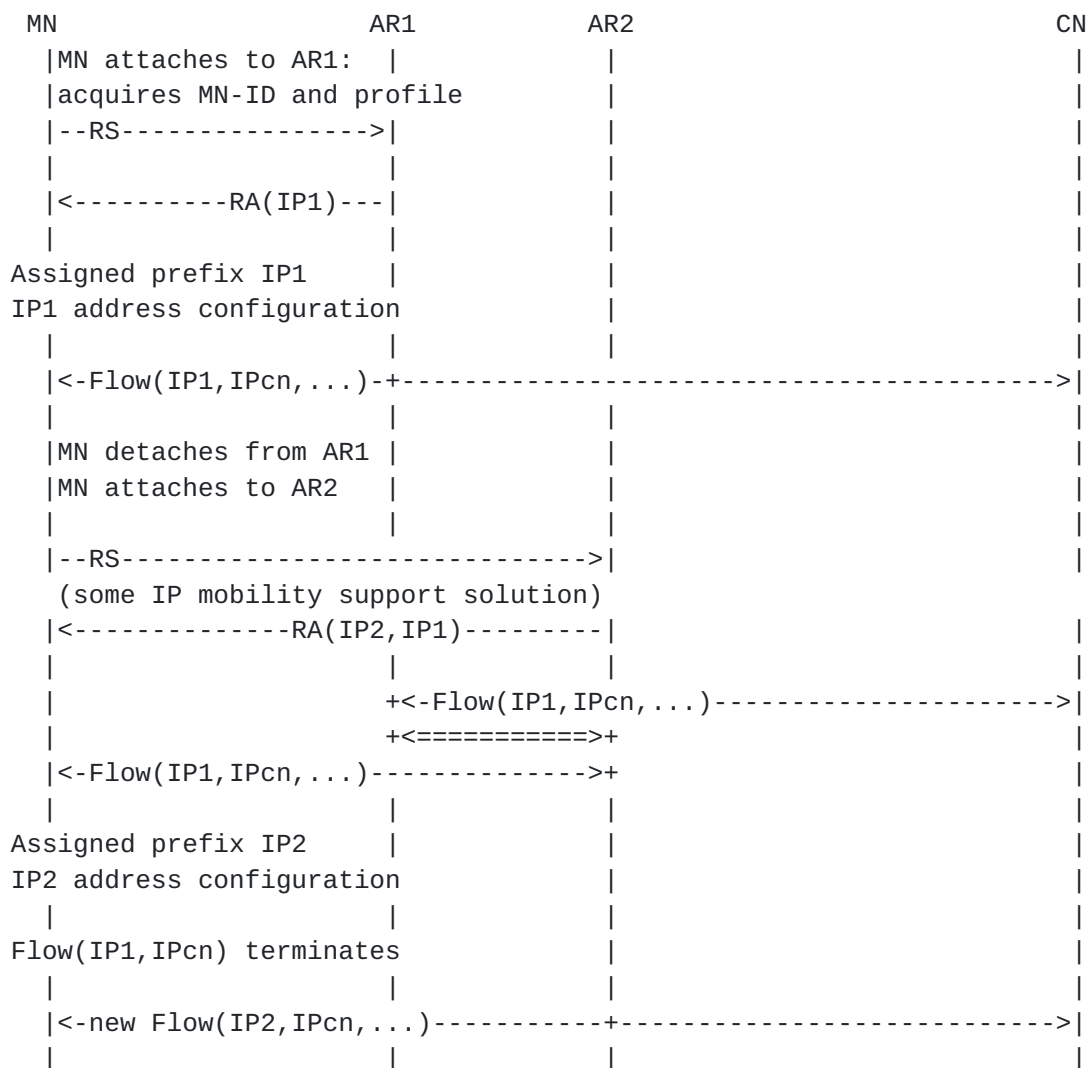 MN                     AR1           AR2                           CN
  |MN attaches to AR1:  |             |                             |
  |acquires MN-ID and profile         |                             |
  |--RS---------------->|             |                             |
  |                     |             |                             |
  |<----------RA(IP1)---|             |                             |
  |                     |             |                             |
Assigned prefix IP1     |             |                             |
IP1 address configuration             |                             |
  |                     |             |                             |
  |<-Flow(IP1,IPcn,...)-+------------------------------------------>|
  |                     |             |                             |
  |MN detaches from AR1 |             |                             |
  |MN attaches to AR2   |             |                             |
  |                     |             |                             |
  |--RS------------------------------>|                             |
   (some IP mobility support solution)
  |<--------------RA(IP2,IP1)---------|                             |
  |                     |             |                             |
  |                     +<-Flow(IP1,IPcn,...)---------------------->|
  |                     +<===========>+                             |
  |<-Flow(IP1,IPcn,...)-------------->+                             |
  |                     |             |                             |
Assigned prefix IP2     |             |                             |
IP2 address configuration             |                             |
  |                     |             |                             |
Flow(IP1,IPcn) terminates             |                             |
  |                     |             |                             |
  |<-new Flow(IP2,IPcn,...)-----------+---------------------------->|
  |                     |             |                             |